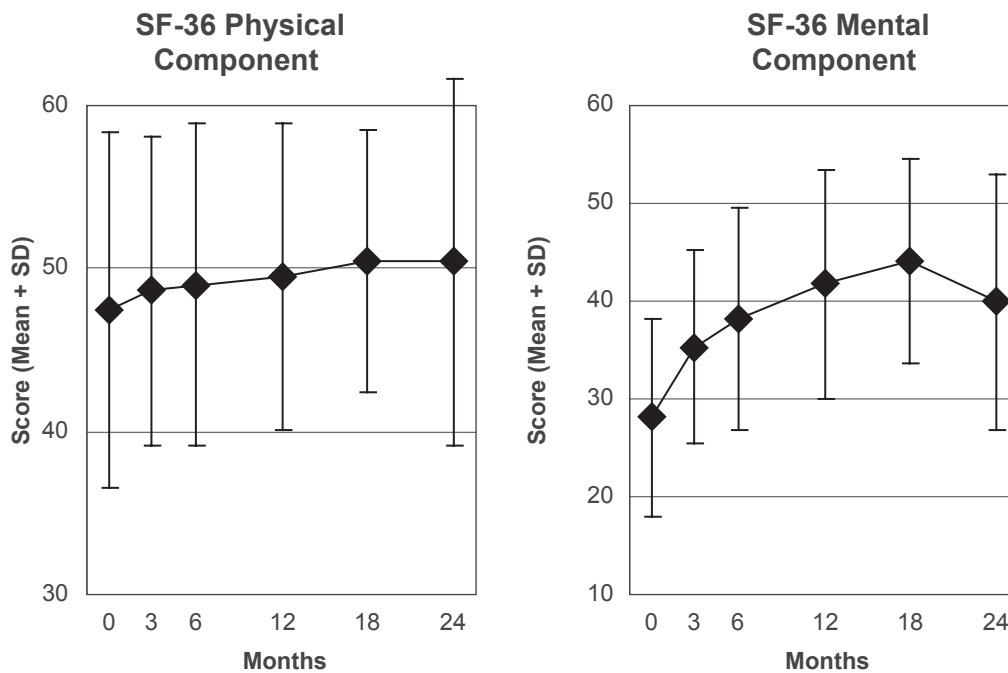 SF-36 Physical
Component
60
50
40
30
Score (Mean + SD)
0 3 6 12 18 24
Months
SF-36 Mental
Component
60
50
40
30
20
10
Score (Mean + SD)
0 3 6 12 18 24
Months